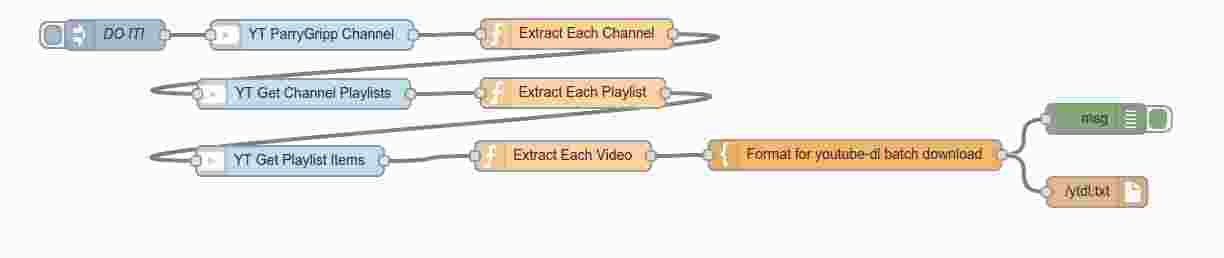 DO IT!
YT ParryGripp Channel
Extract Each Channel
YT Get Channel Playlists
Extract Each Playlist
msg
YT Get Playlist Items
Extract Each Video
Format for youtube-dl batch download
/ytdl.txt